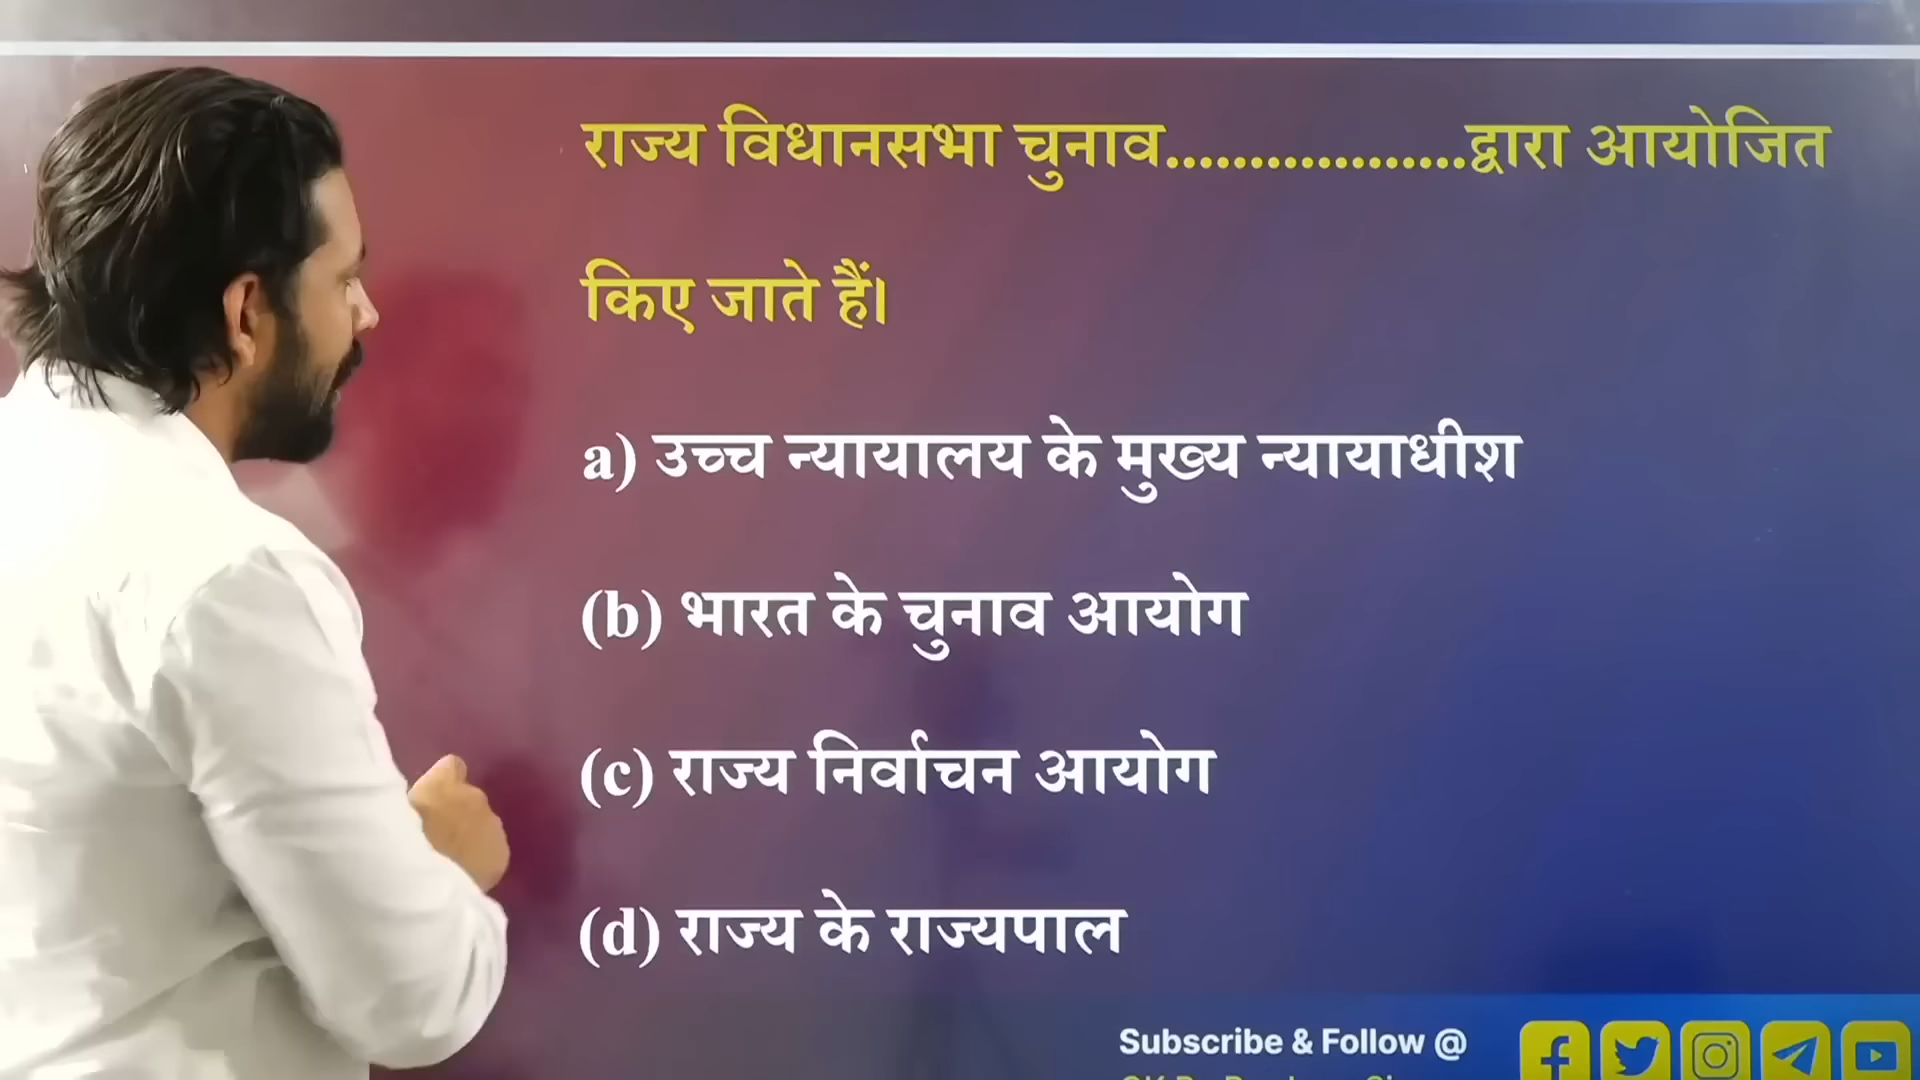 राज्य विधानसभा चुनाव..................द्वारा आयोजित
किए जाते हैं।
a) उच्च न्यायालय के मुख्य न्यायाधीश
(b) भारत के चुनाव आयोग
(c) राज्य निर्वाचन आयोग
(d) राज्य के राज्यपाल
Subscribe & Follow @